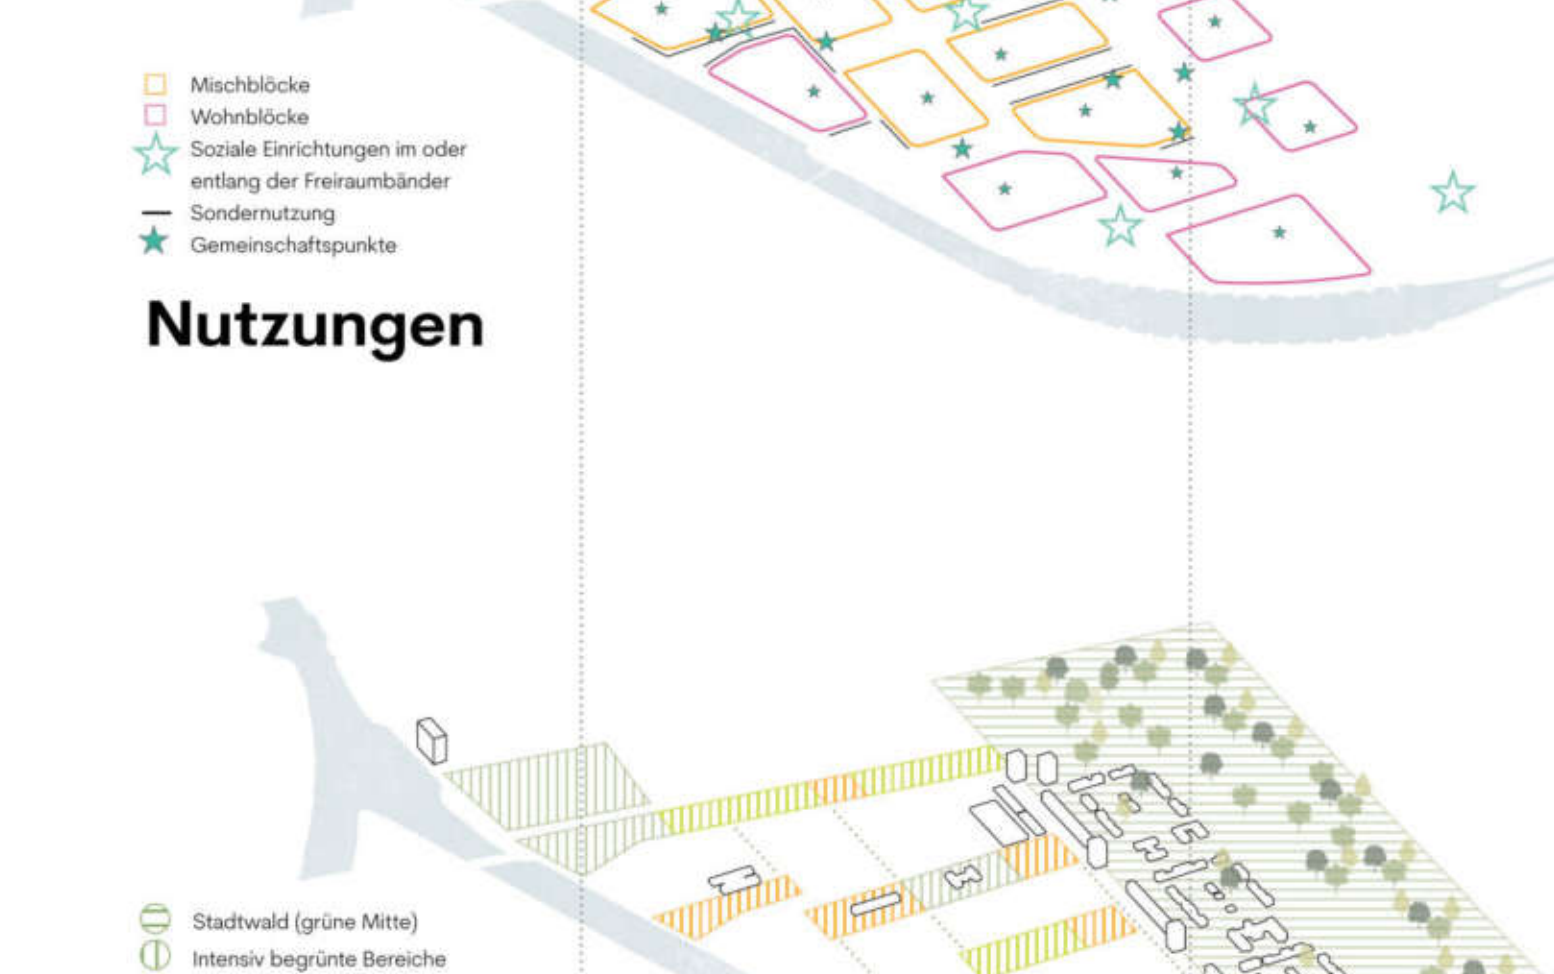 Mischblöcke
Wohnblöcke
Soziale Einrichtungen im oder
entlang der Freiraumbänder
Sondernutzung
Gemeinschaftspunkte
Nutzungen
Stadtwald (grüne Mitte)
Intensiv begrünte Bereiche